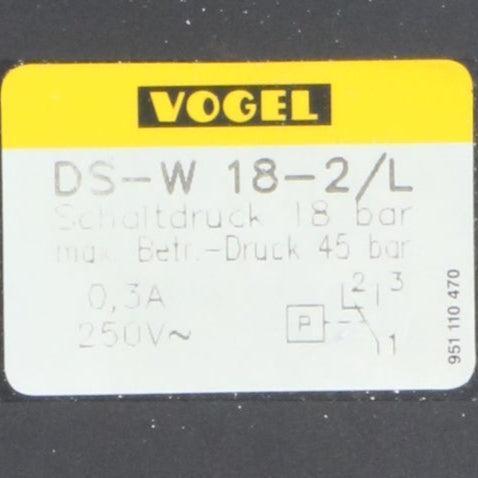 VOGEL
DS-W 18-2/L
Schaltdruck 18 bar
max. Betr.-Druck 45 bar
0,3A
250V~
P
2 3
1
951 110 470